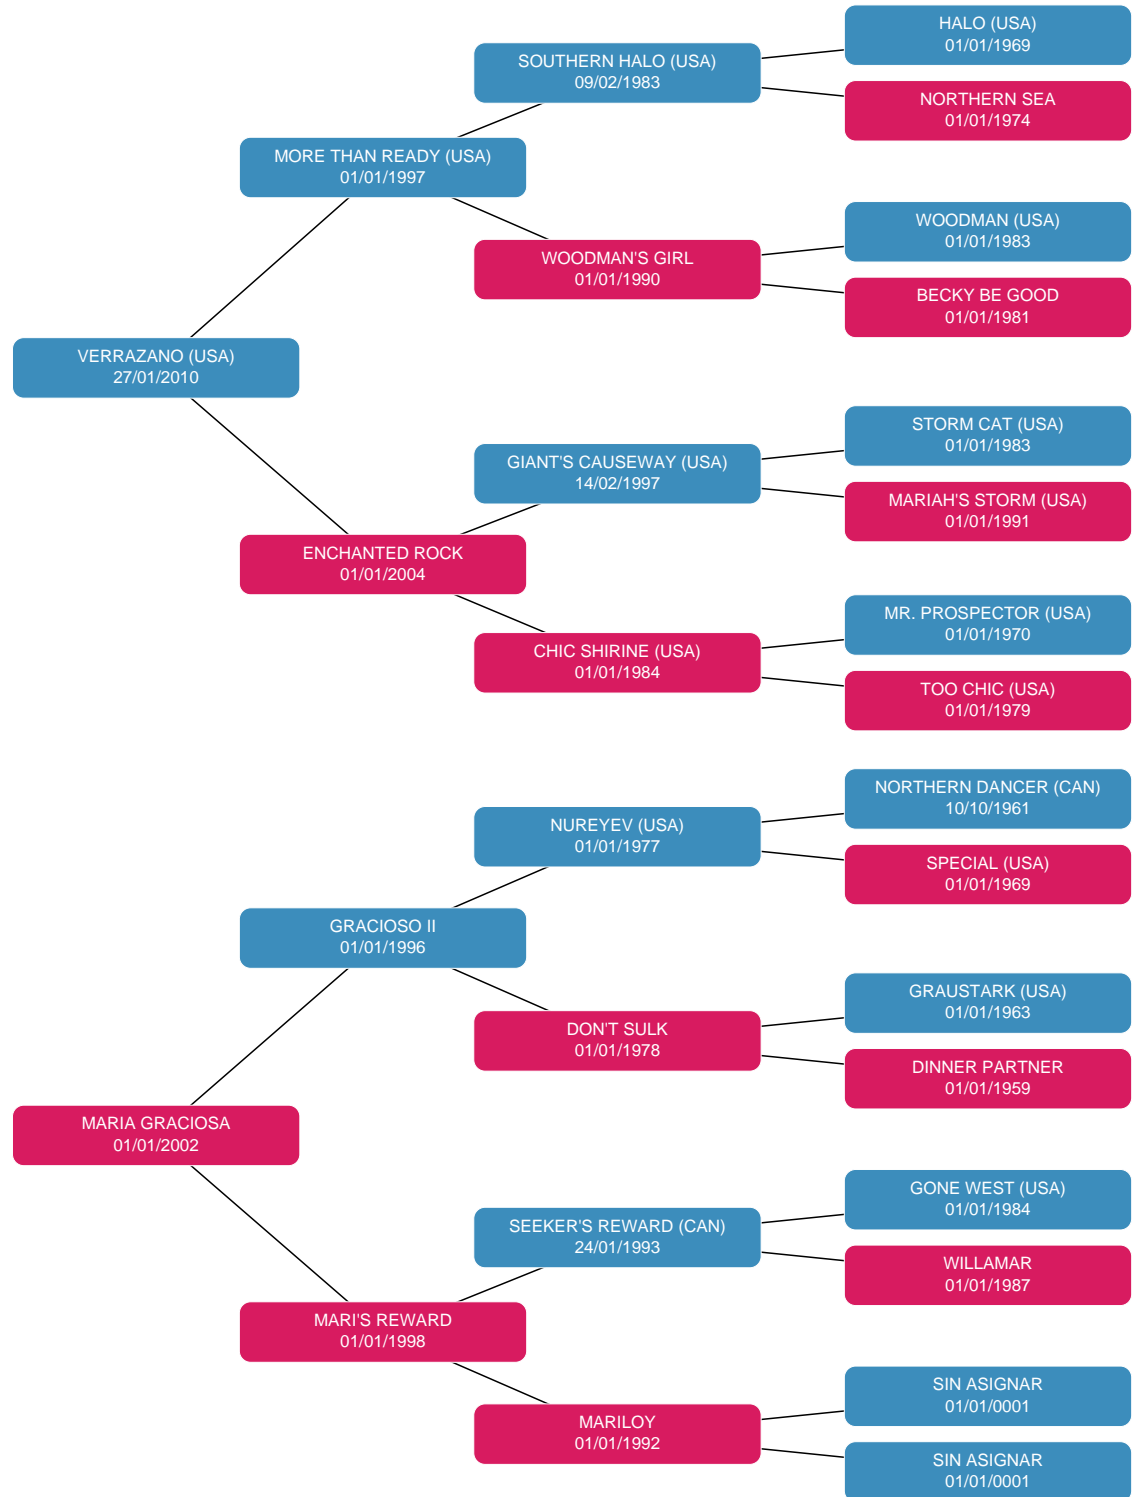 HALO (USA)
01/01/1969
SOUTHERN HALO (USA)
09/02/1983
NORTHERN SEA
01/01/1974
MORE THAN READY (USA)
01/01/1997
WOODMAN (USA)
01/01/1983
WOODMAN'S GIRL
01/01/1990
BECKY BE GOOD
01/01/1981
VERRAZANO (USA)
27/01/2010
STORM CAT (USA)
01/01/1983
GIANT'S CAUSEWAY (USA)
14/02/1997
MARIAH'S STORM (USA)
01/01/1991
ENCHANTED ROCK
01/01/2004
MR. PROSPECTOR (USA)
01/01/1970
CHIC SHIRINE (USA)
01/01/1984
TOO CHIC (USA)
01/01/1979
NORTHERN DANCER (CAN)
10/10/1961
NUREYEV (USA)
01/01/1977
SPECIAL (USA)
01/01/1969
GRACIOSO II
01/01/1996
GRAUSTARK (USA)
01/01/1963
DON'T SULK
01/01/1978
DINNER PARTNER
01/01/1959
MARIA GRACIOSA
01/01/2002
GONE WEST (USA)
01/01/1984
SEEKER'S REWARD (CAN)
24/01/1993
WILLAMAR
01/01/1987
MARI'S REWARD
01/01/1998
SIN ASIGNAR
01/01/0001
MARILOY
01/01/1992
SIN ASIGNAR
01/01/0001